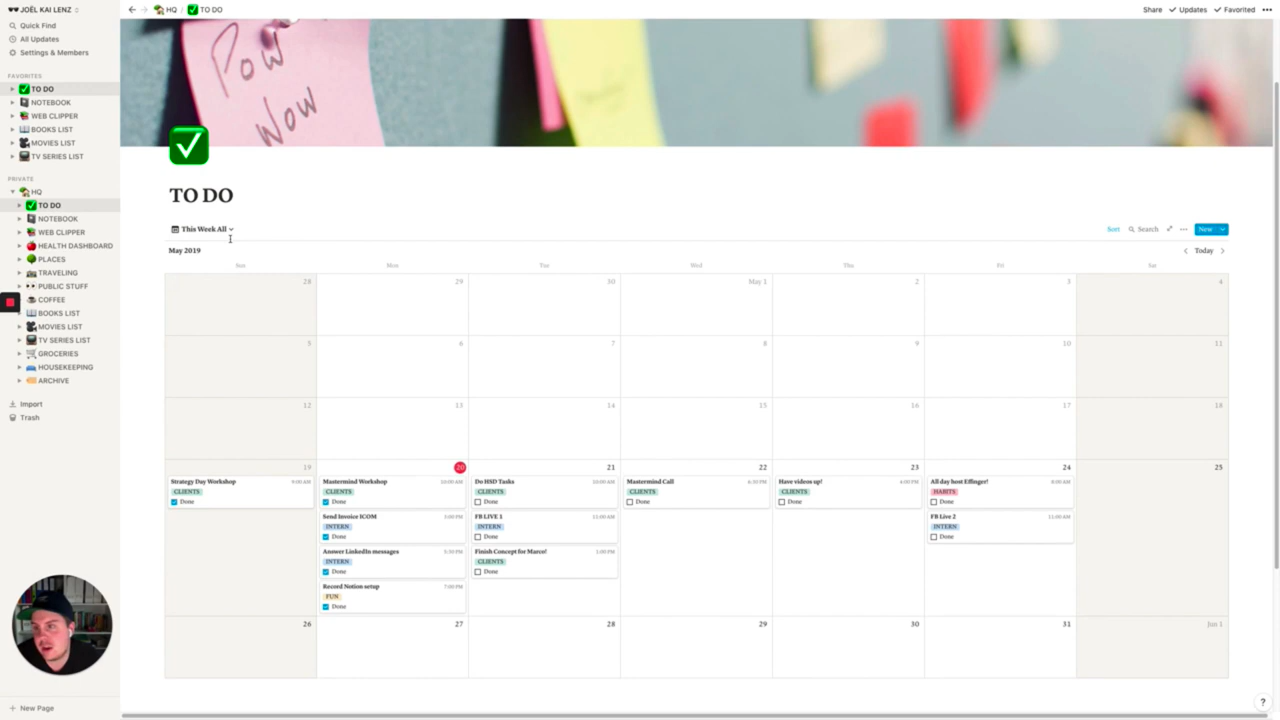 JOËL KAI LENZ
Quick Find
All Updates
Settings & Members
FAVORITES
TO DO
NOTEBOOK
WEB CLIPPER
BOOKS LIST
MOVIES LIST
TV SERIES LIST
PRIVATE
HQ
TO DO
NOTEBOOK
WEB CLIPPER
HEALTH DASHBOARD
PLACES
TRAVELING
PUBLIC STUFF
COFFEE
BOOKS LIST
MOVIES LIST
TV SERIES LIST
GROCERIES
HOUSEKEEPING
ARCHIVE
Import
Trash
New Page
HQ / TO DO
Share Updates Favorited
Pow
Wow
TO DO
This Week All
Sort Search New
May 2019
Today
Sun Mon Tue Wed Thu Fri Sat
28 29 30 May 1 2 3 4
5 6 7 8 9 10 11
12 13 14 15 16 17 18
19 20 21 22 23 24 25
Strategy Day Workshop 9:00 AM
CLIENTS
Done
Mastermind Workshop 10:00 AM
CLIENTS
Done
Send Invoice ICOM 3:00 PM
INTERN
Done
Answer LinkedIn messages 5:30 PM
INTERN
Done
Record Notion setup 7:00 PM
FUN
Done
Do HSD Tasks 10:00 AM
CLIENTS
Done
FB LIVE 1 11:00 AM
INTERN
Done
Finish Concept for Marco! 1:00 PM
CLIENTS
Done
Mastermind Call 6:30 PM
CLIENTS
Done
Have videos up! 4:00 PM
CLIENTS
Done
All day host Effinger! 8:00 AM
HABITS
Done
FB Live 2 11:00 AM
INTERN
Done
26 27 28 29 30 31 Jun 1
?